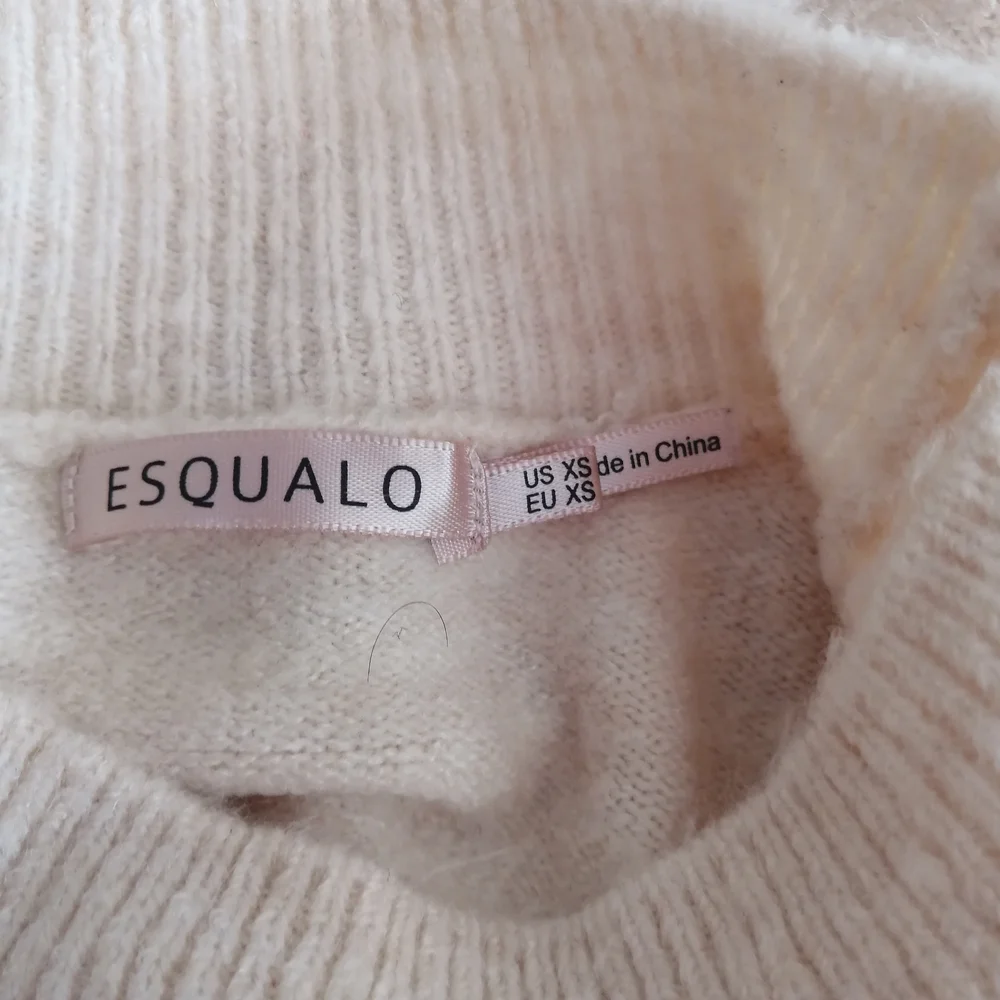 ESQUALO
US XS
EU XS
de in China